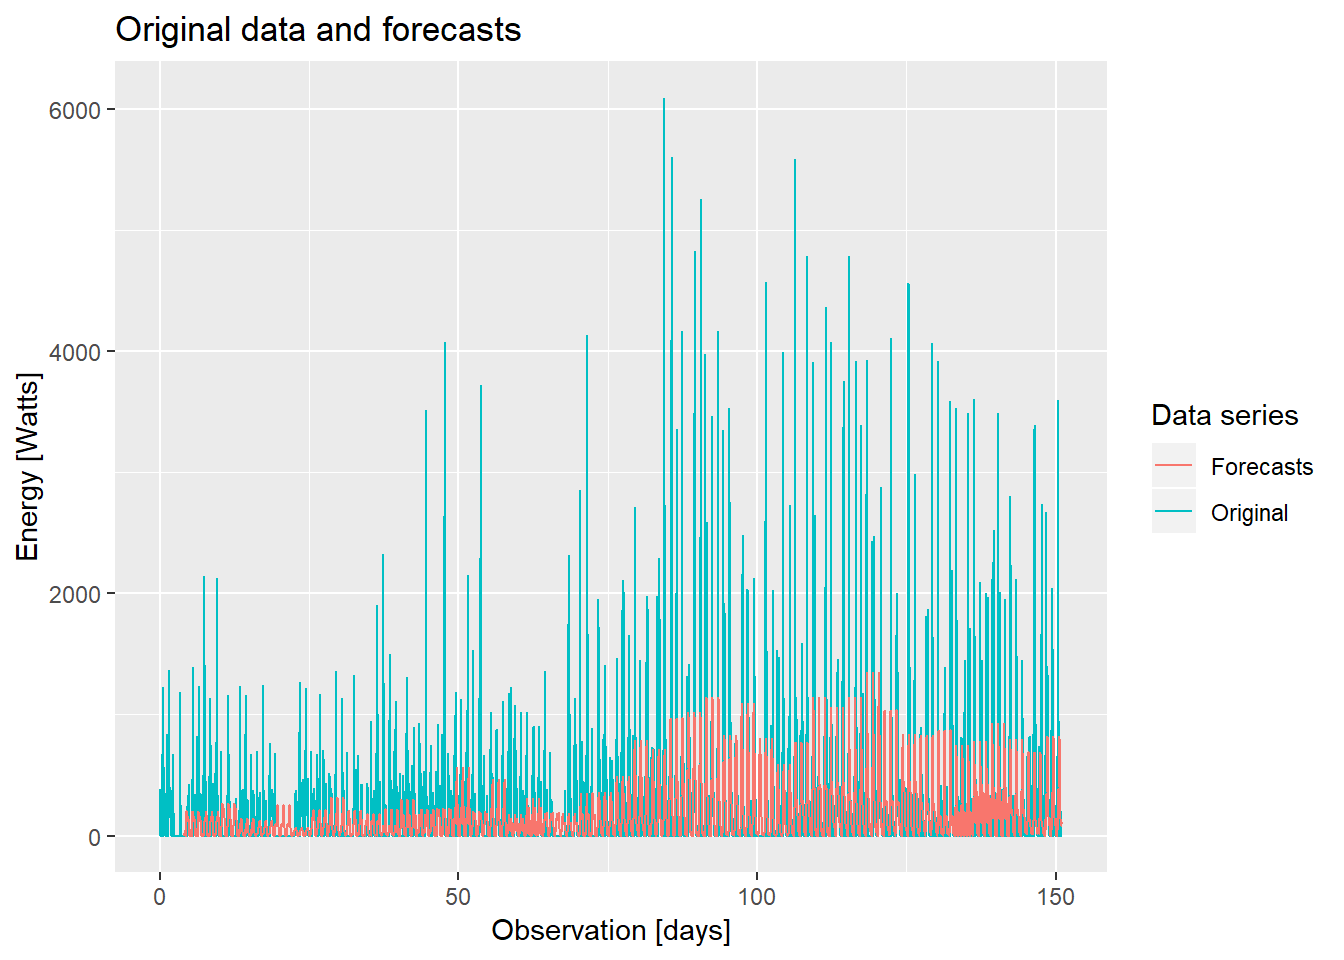 Original data and forecasts
6000
4000
2000
0
Energy [Watts]
0
50
100
150
Observation [days]
Data series
Forecasts
Original